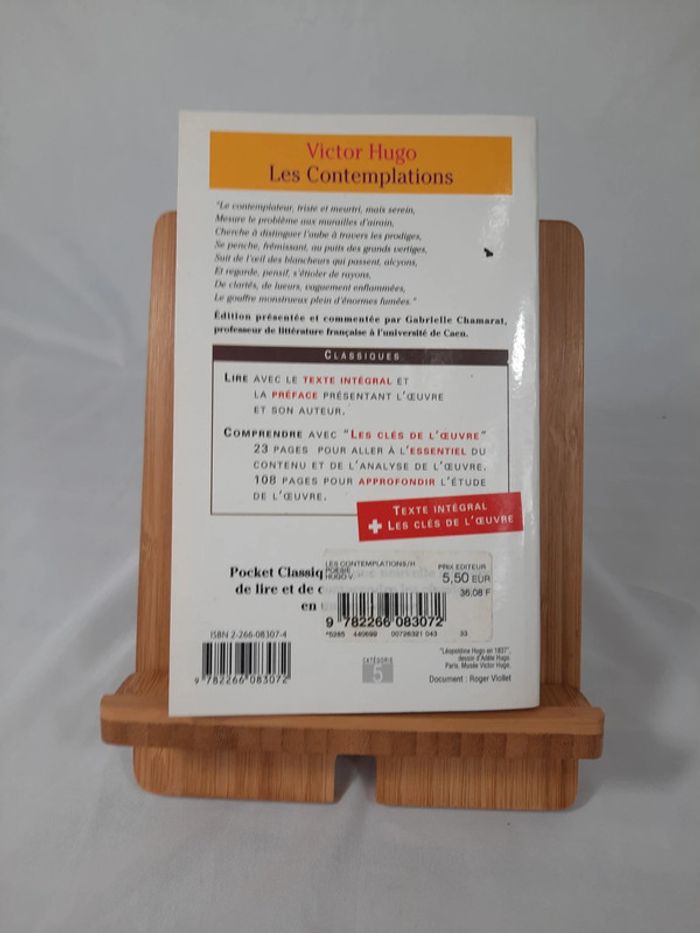 Victor Hugo
Les Contemplations
"Le contemplateur, triste et meurtri, mais serein,
Mesure le problème aux murailles d'airain,
Cherche à distinguer l'aube à travers les prodiges,
Se penche, frémissant, au puits des grands vertiges,
Suit de l'œil des blancheurs qui passent, alcyons,
Et regarde, pensif, s'étoiler de rayons,
De clartés, de lueurs, vaguement enflammées,
Le gouffre monstrueux plein d'énormes fumées."
Édition présentée et commentée par Gabrielle Chamarat,
professeur de littérature française à l'université de Caen.
CLASSIQUES
LIRE AVEC LE TEXTE INTÉGRAL ET
LA PRÉFACE PRÉSENTANT L'ŒUVRE
ET SON AUTEUR.
COMPRENDRE AVEC "LES CLÉS DE L'ŒUVRE"
23 PAGES POUR ALLER À L'ESSENTIEL DU
CONTENU ET DE L'ANALYSE DE L'ŒUVRE.
108 PAGES POUR APPROFONDIR L'ÉTUDE
DE L'ŒUVRE.
TEXTE INTÉGRAL
+ LES CLÉS DE L'ŒUVRE
Pocket Classiq
de lire et de c
en u
LES CONTEMPLATIONS/H
POESIE
HUGO V.
PRIX EDITEUR
5,50 EUR
36,08 F
9 782266 083072
*5285 449699 00728321 043 33
ISBN 2-266-08307-4
9 782266 083072
CATÉGORIE
5
"Léopoldine Hugo en 1837",
dessin d'Adèle Hugo.
Paris, Musée Victor Hugo.
Document : Roger Viollet